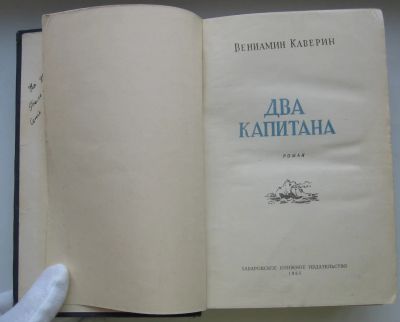 Вениамин Каверин
ДВА
КАПИТАНА
РОМАН
ХАБАРОВСКОЕ КНИЖНОЕ ИЗДАТЕЛЬСТВО